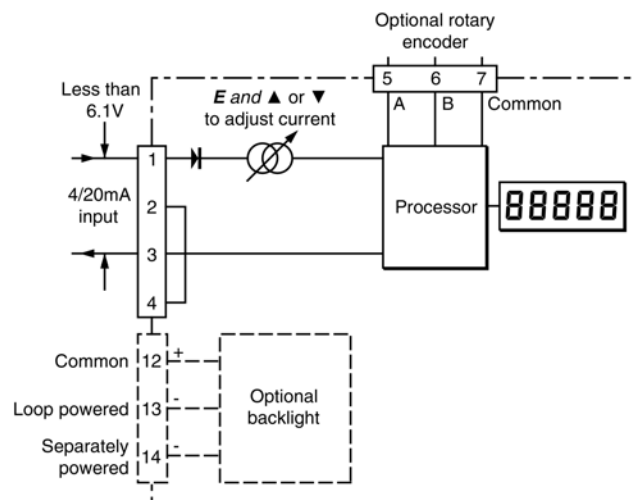 Optional rotary
encoder
5 6 7
A B Common
Less than
6.1V
E and ▲ or ▼
to adjust current
1
4/20mA
input
2
3
4
Processor
88888
Common 12 +
Loop powered 13 -
Separately
powered 14 -
Optional
backlight